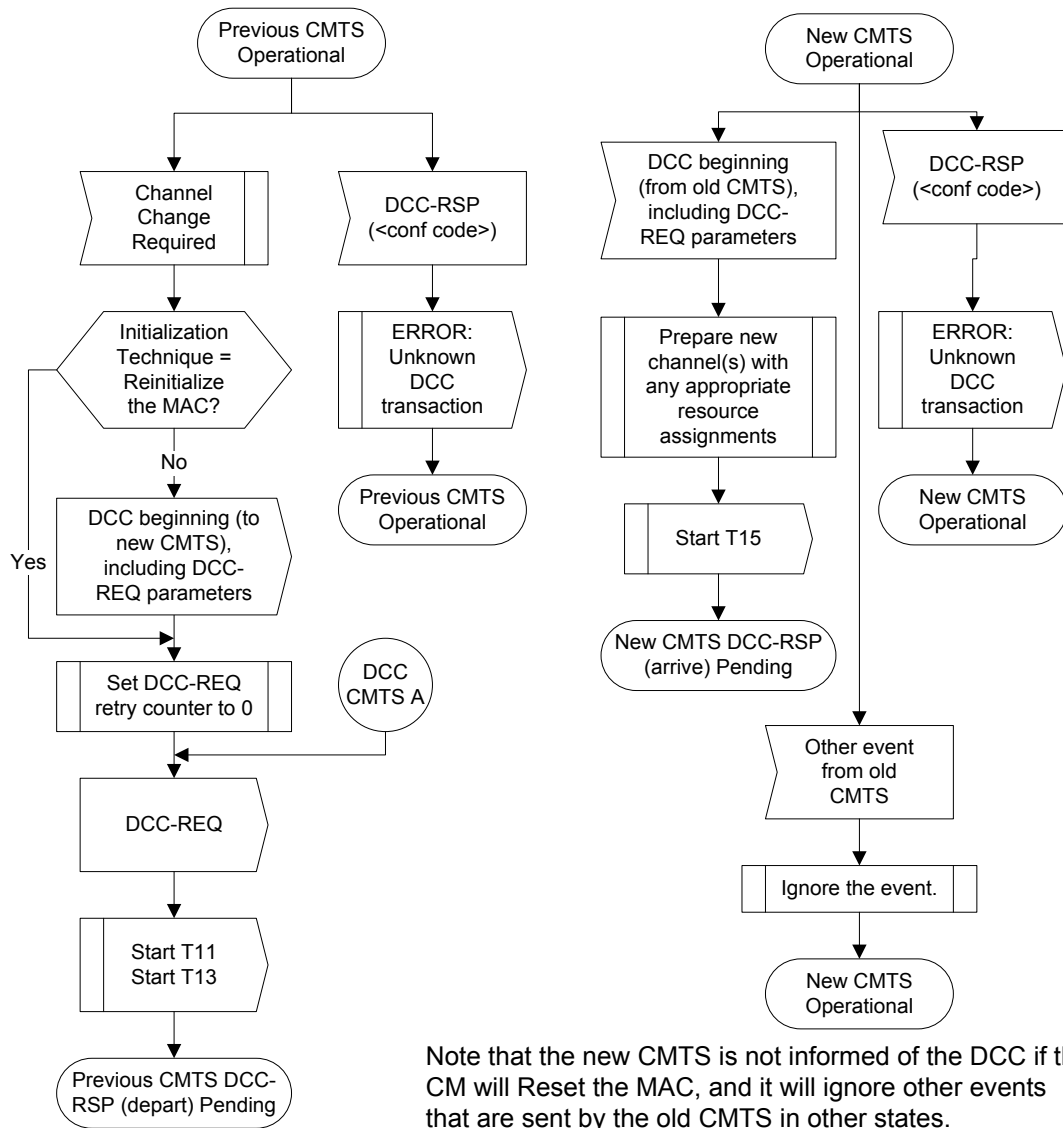 Previous CMTS
Operational
Channel
Change
Required
DCC-RSP
(<conf code>)
Initialization
Technique =
Reinitialize
the MAC?
ERROR:
Unknown
DCC
transaction
No
Previous CMTS
Operational
DCC beginning (to
new CMTS),
including DCC-
REQ parameters
Yes
Set DCC-REQ
retry counter to 0
DCC
CMTS A
DCC-REQ
Start T11
Start T13
Previous CMTS DCC-
RSP (depart) Pending
New CMTS
Operational
DCC beginning
(from old CMTS),
including DCC-
REQ parameters
DCC-RSP
(<conf code>)
Prepare new
channel(s) with
any appropriate
resource
assignments
ERROR:
Unknown
DCC
transaction
Start T15
New CMTS
Operational
New CMTS DCC-RSP
(arrive) Pending
Other event
from old
CMTS
Ignore the event.
New CMTS
Operational
Note that the new CMTS is not informed of the DCC if
CM will Reset the MAC, and it will ignore other events
that are sent by the old CMTS in other states.